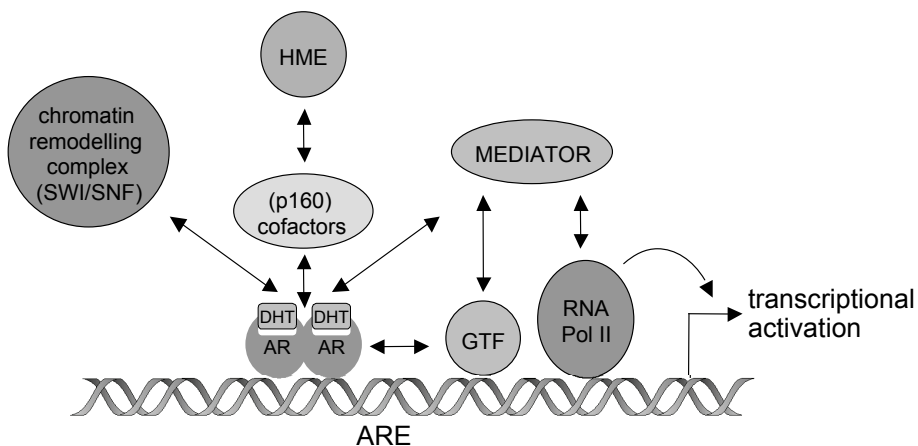 HME
chromatin
remodelling
complex
(SWI/SNF)
MEDIATOR
(p160)
cofactors
DHT
DHT
AR
AR
GTF
RNA
Pol II
transcriptional
activation
ARE